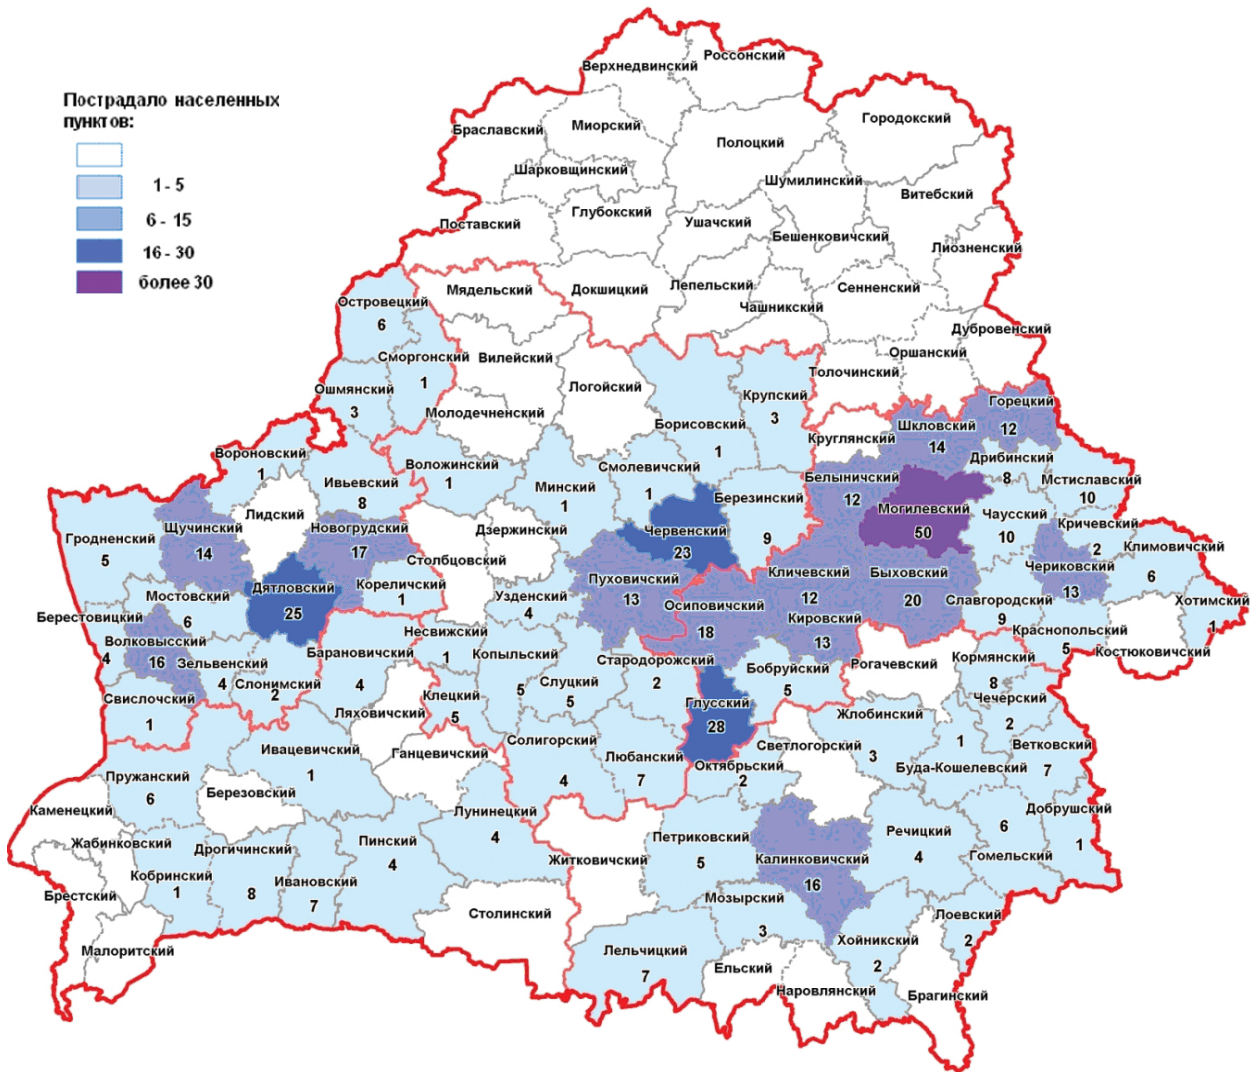 Пострадало населенных
пунктов:
1 - 5
6 - 15
16 - 30
более 30
Россонский
Верхнедвинский
Городокский
Миорский
Браславский
Полоцкий
Шарковщинский
Шумилинский
Витебский
Глубокский
Ушачский
Поставский
Бешенковичский
Лиозненский
Мядельский
Докшицкий
Лепельский
Сенненский
Островецкий
6
Чашникский
Дубровенский
Оршанский
Сморгонский
1
Вилейский
Толочинский
Логойский
Ошмянский
3
Крупский
3
Горецкий
12
Молодечненский
Борисовский
1
Шкловский
14
Круглянский
Вороновский
1
Дрибинский
8
Воложинский
1
Смолевичский
1
Белыничский
12
Мстиславский
10
Ивьевский
8
Минский
1
Березинский
9
Могилевский
50
Чаусский
10
Лидский
Щучинский
14
Новогрудский
17
Дзержинский
Червенский
23
Кричевский
2
Гродненский
5
Климовичский
6
Столбцовский
Чериковский
13
Кличевский
12
Быховский
20
Пуховичский
13
Дятловский
25
Кореличский
1
Мостовский
6
Узденский
4
Осиповичский
18
Славгородский
9
Хотимский
1
Берестовицкий
4
Кировский
13
Краснопольский
5
Волковысский
16
Несвижский
1
Костюковичский
Барановичский
4
Копыльский
5
Зельвенский
4
Стародорожский
2
Бобруйский
5
Рогачевский
Кормянский
8
Слонимский
2
Слуцкий
5
Свислочский
1
Клецкий
5
Чечерский
2
Глусский
28
Ляховичский
Жлобинский
3
Солигорский
4
Светлогорский
Ветковский
7
Ивацевичский
1
Ганцевичский
Любанский
7
1
Октябрьский
2
Буда-Кошелевский
Пружанский
6
Березовский
Каменецкий
Лунинецкий
4
Добрушский
1
6
Речицкий
4
Петриковский
5
Пинский
4
Жабинковский
Дрогичинский
8
Гомельский
Житковичский
Калинковичский
16
Кобринский
1
Ивановский
7
Брестский
Мозырский
3
Столинский
Лоевский
2
Хойникский
2
Малоритский
Лельчицкий
7
Ельский
Наровлянский
Брагинский